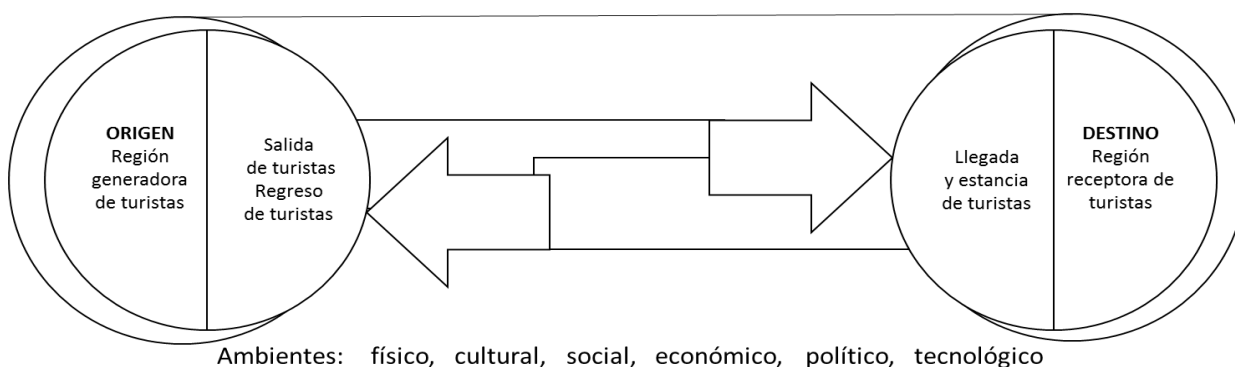 ORIGEN
Región
generadora
de turistas
Salida
de turistas
Regreso
de turistas
Llegada
y estancia
de turistas
DESTINO
Región
receptora de
turistas
Ambientes: físico, cultural, social, económico, político, tecnológico